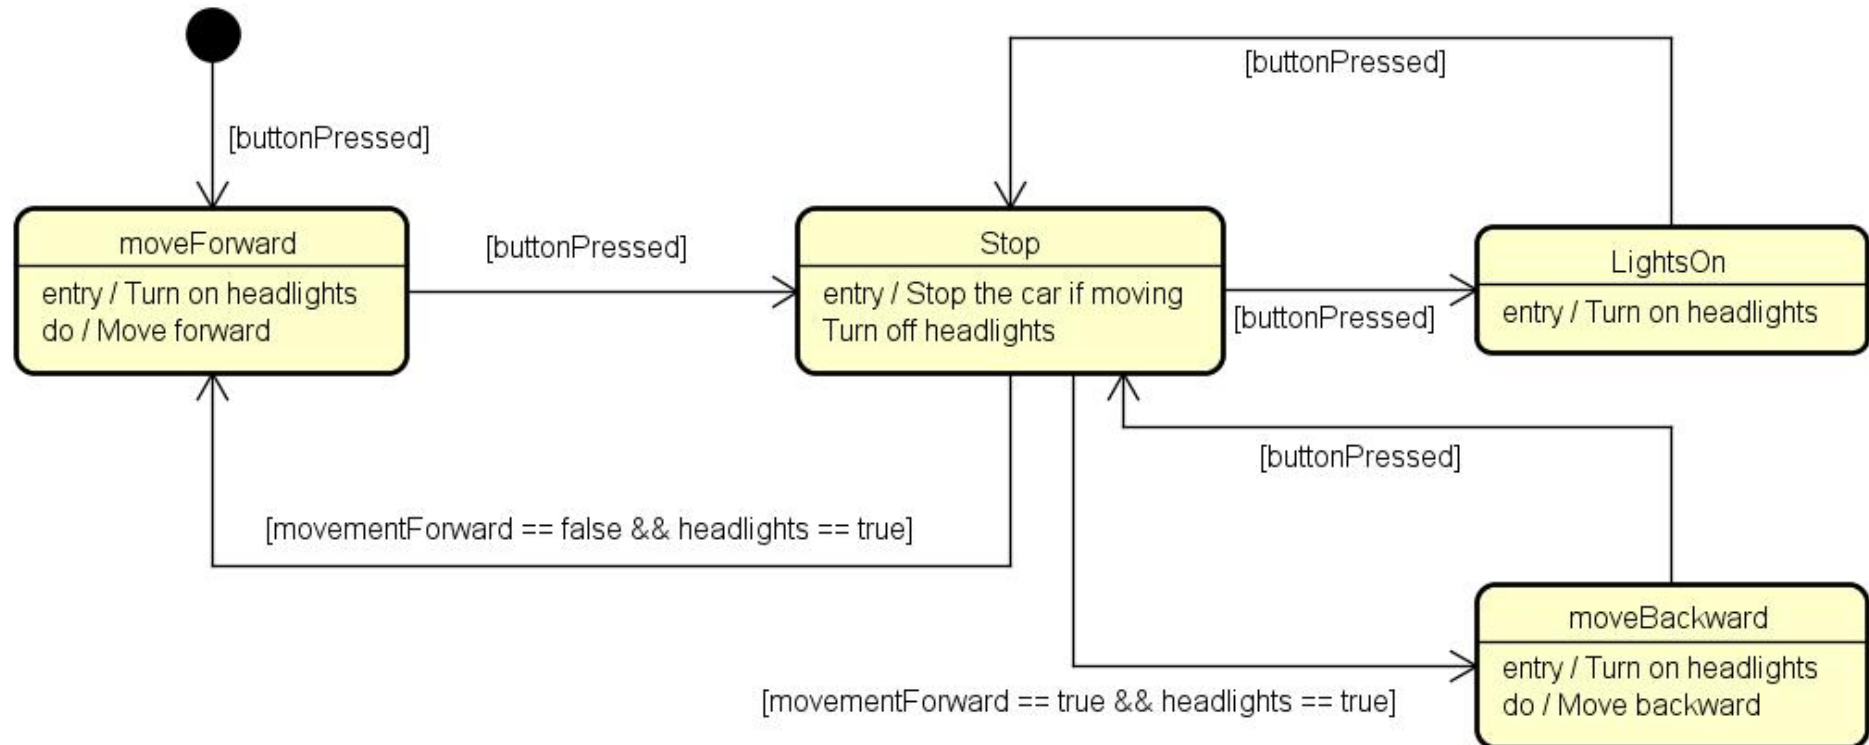 [buttonPressed]
[buttonPressed]
moveForward
entry / Turn on headlights
do / Move forward
[buttonPressed]
Stop
entry / Stop the car if moving
Turn off headlights
[buttonPressed]
LightsOn
entry / Turn on headlights
[buttonPressed]
[movementForward == false && headlights == true]
[movementForward == true && headlights == true]
moveBackward
entry / Turn on headlights
do / Move backward